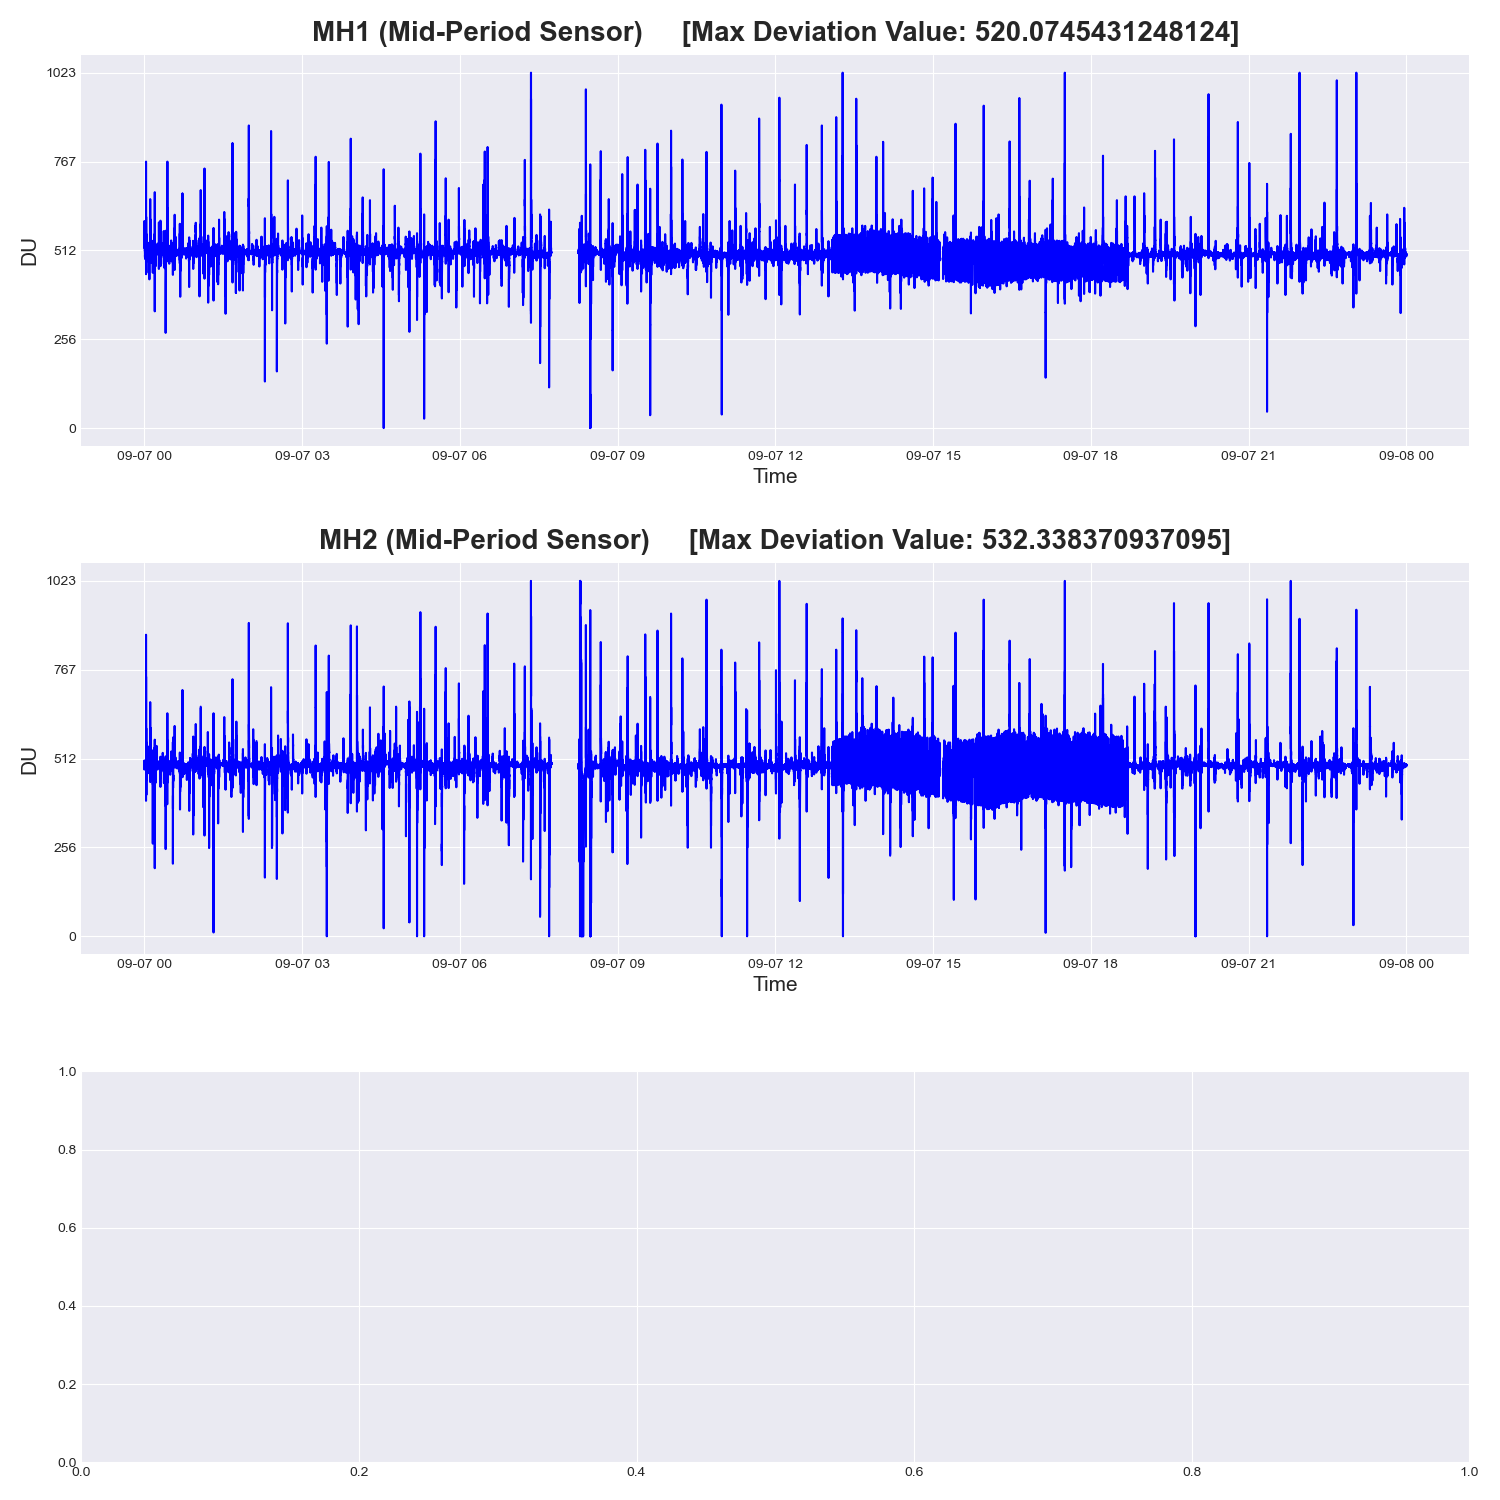 MH1 (Mid-Period Sensor) [Max Deviation Value: 520.0745431248124]
1023
767
512
256
0
DU
09-07 00 09-07 03 09-07 06 09-07 09 09-07 12 09-07 15 09-07 18 09-07 21 09-08 00
Time
MH2 (Mid-Period Sensor) [Max Deviation Value: 532.338370937095]
1023
767
512
256
0
DU
09-07 00 09-07 03 09-07 06 09-07 09 09-07 12 09-07 15 09-07 18 09-07 21 09-08 00
Time
1.0
0.8
0.6
0.4
0.2
0.0
0.0 0.2 0.4 0.6 0.8 1.0